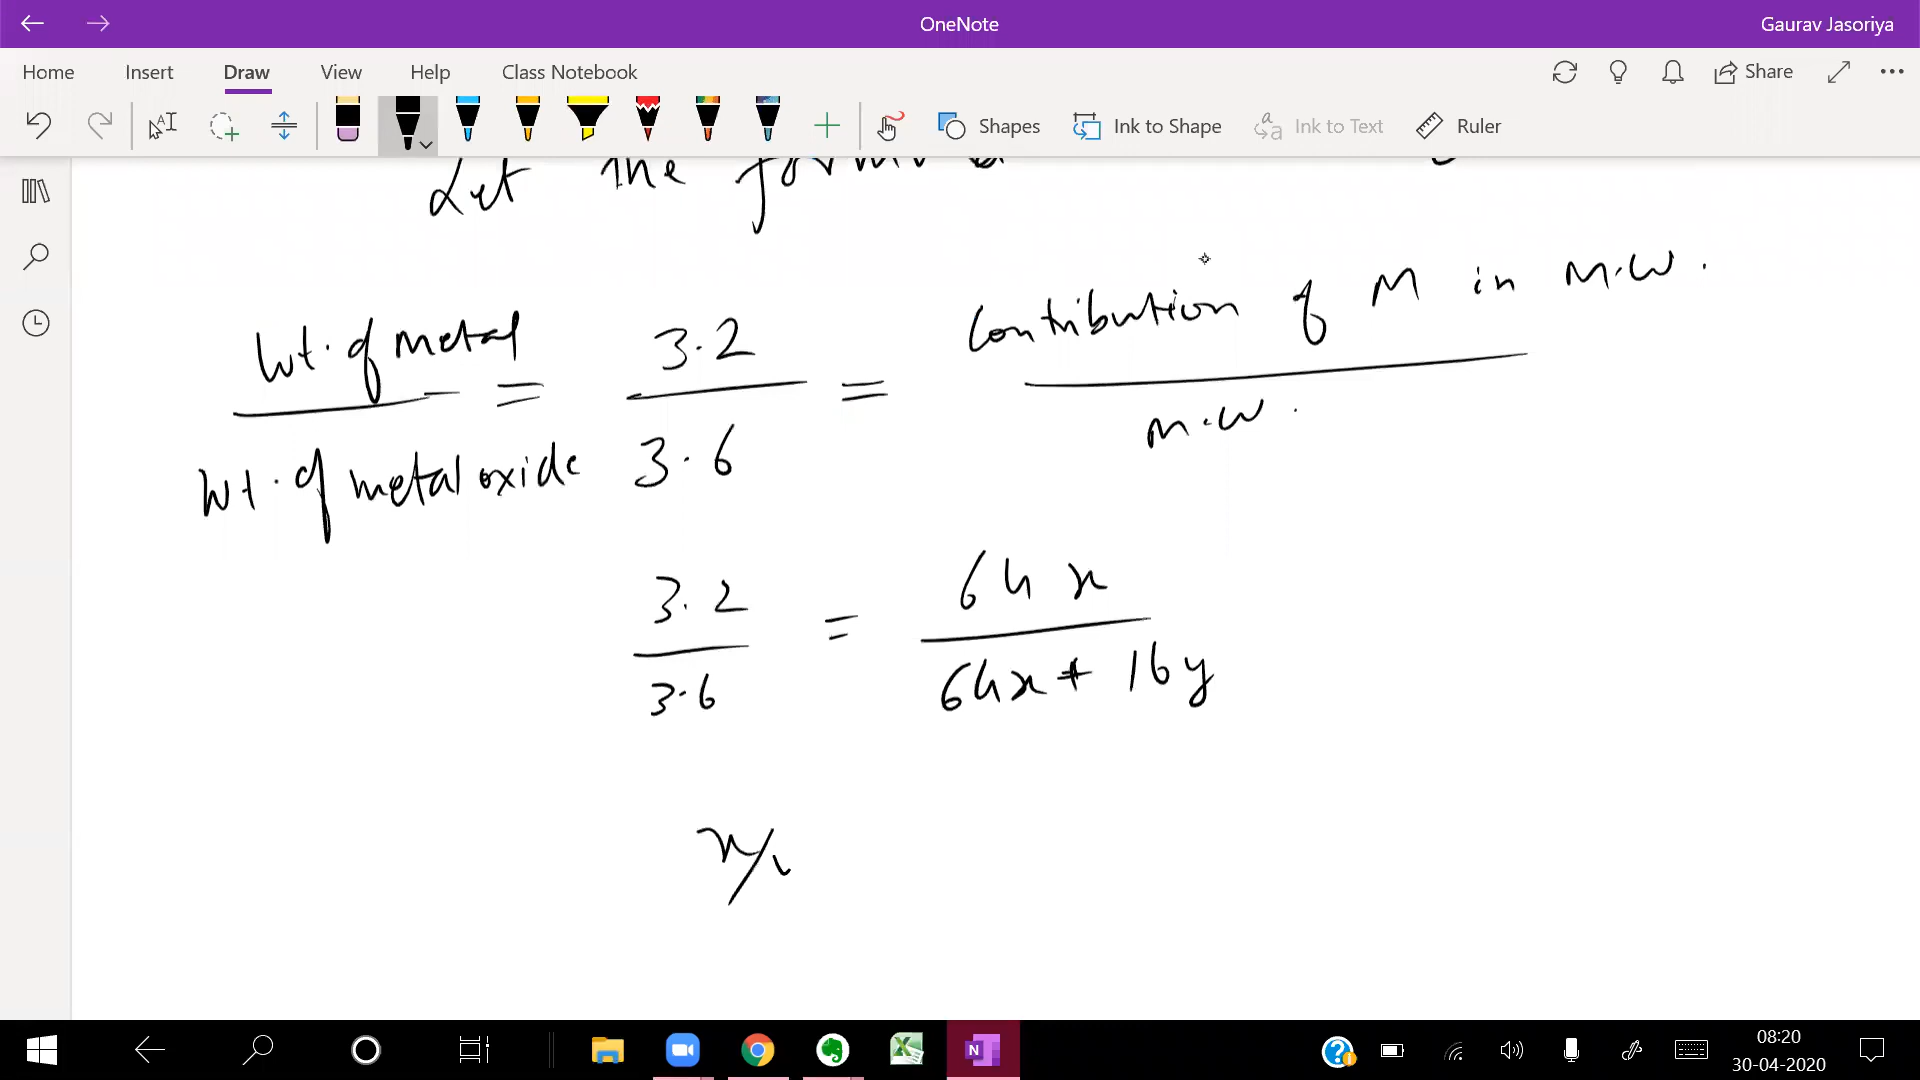 OneNote
Gaurav Jasoriya
Home Insert Draw View Help Class Notebook
Share
Shapes Ink to Shape Ink to Text Ruler
Let the
Wt. of metal = 3.2 = Contribution of M in M.W.
Wt. of metal oxide 3.6 M.W.
3.2 = 64x
3.6 64x + 16y
x/
08:20
30-04-2020